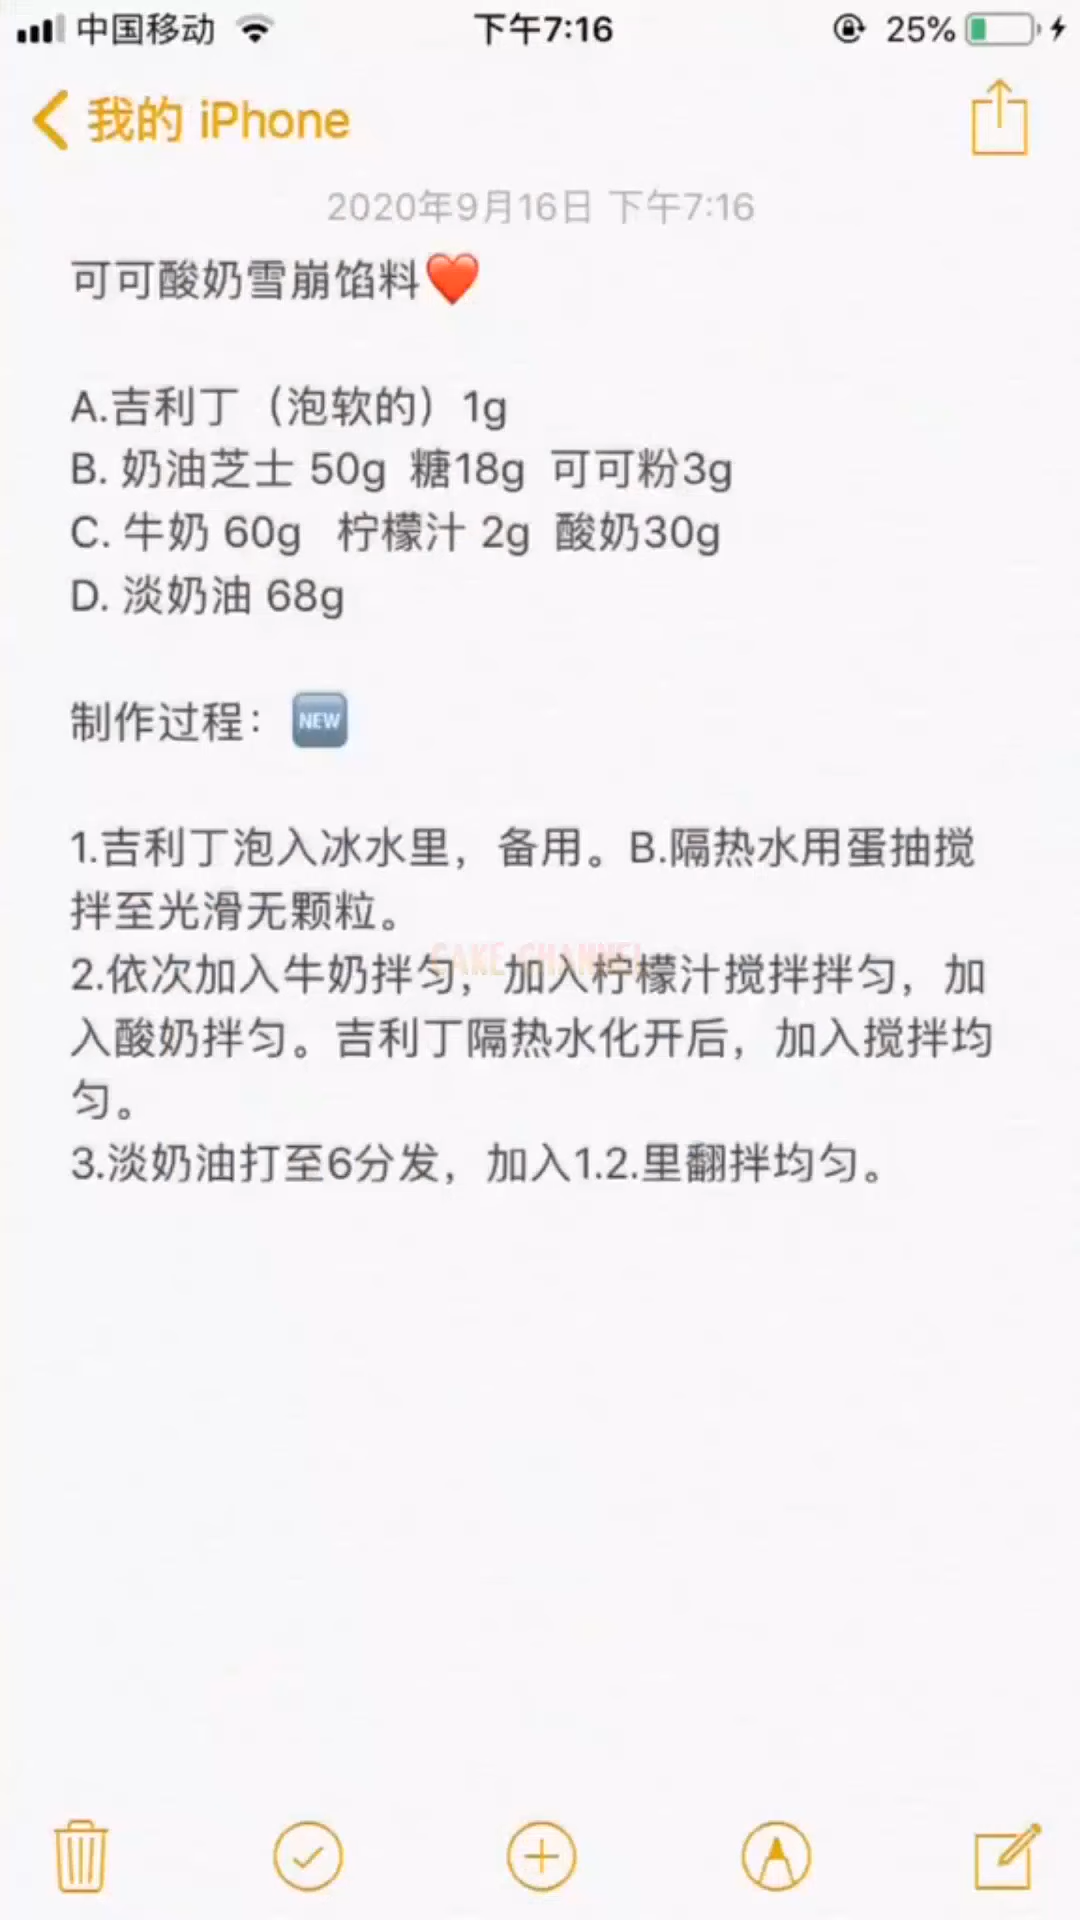 中国移动 下午7:16 25%
我的 iPhone
2020年9月16日 下午7:16
可可酸奶雪崩馅料❤️
A.吉利丁（泡软的）1g
B. 奶油芝士 50g 糖18g 可可粉3g
C. 牛奶 60g 柠檬汁 2g 酸奶30g
D. 淡奶油 68g
制作过程：🆕
1.吉利丁泡入冰水里，备用。B.隔热水用蛋抽搅
拌至光滑无颗粒。
CAKE CHANNEL
2.依次加入牛奶拌匀，加入柠檬汁搅拌拌匀，加
入酸奶拌匀。吉利丁隔热水化开后，加入搅拌均
匀。
3.淡奶油打至6分发，加入1.2.里翻拌均匀。